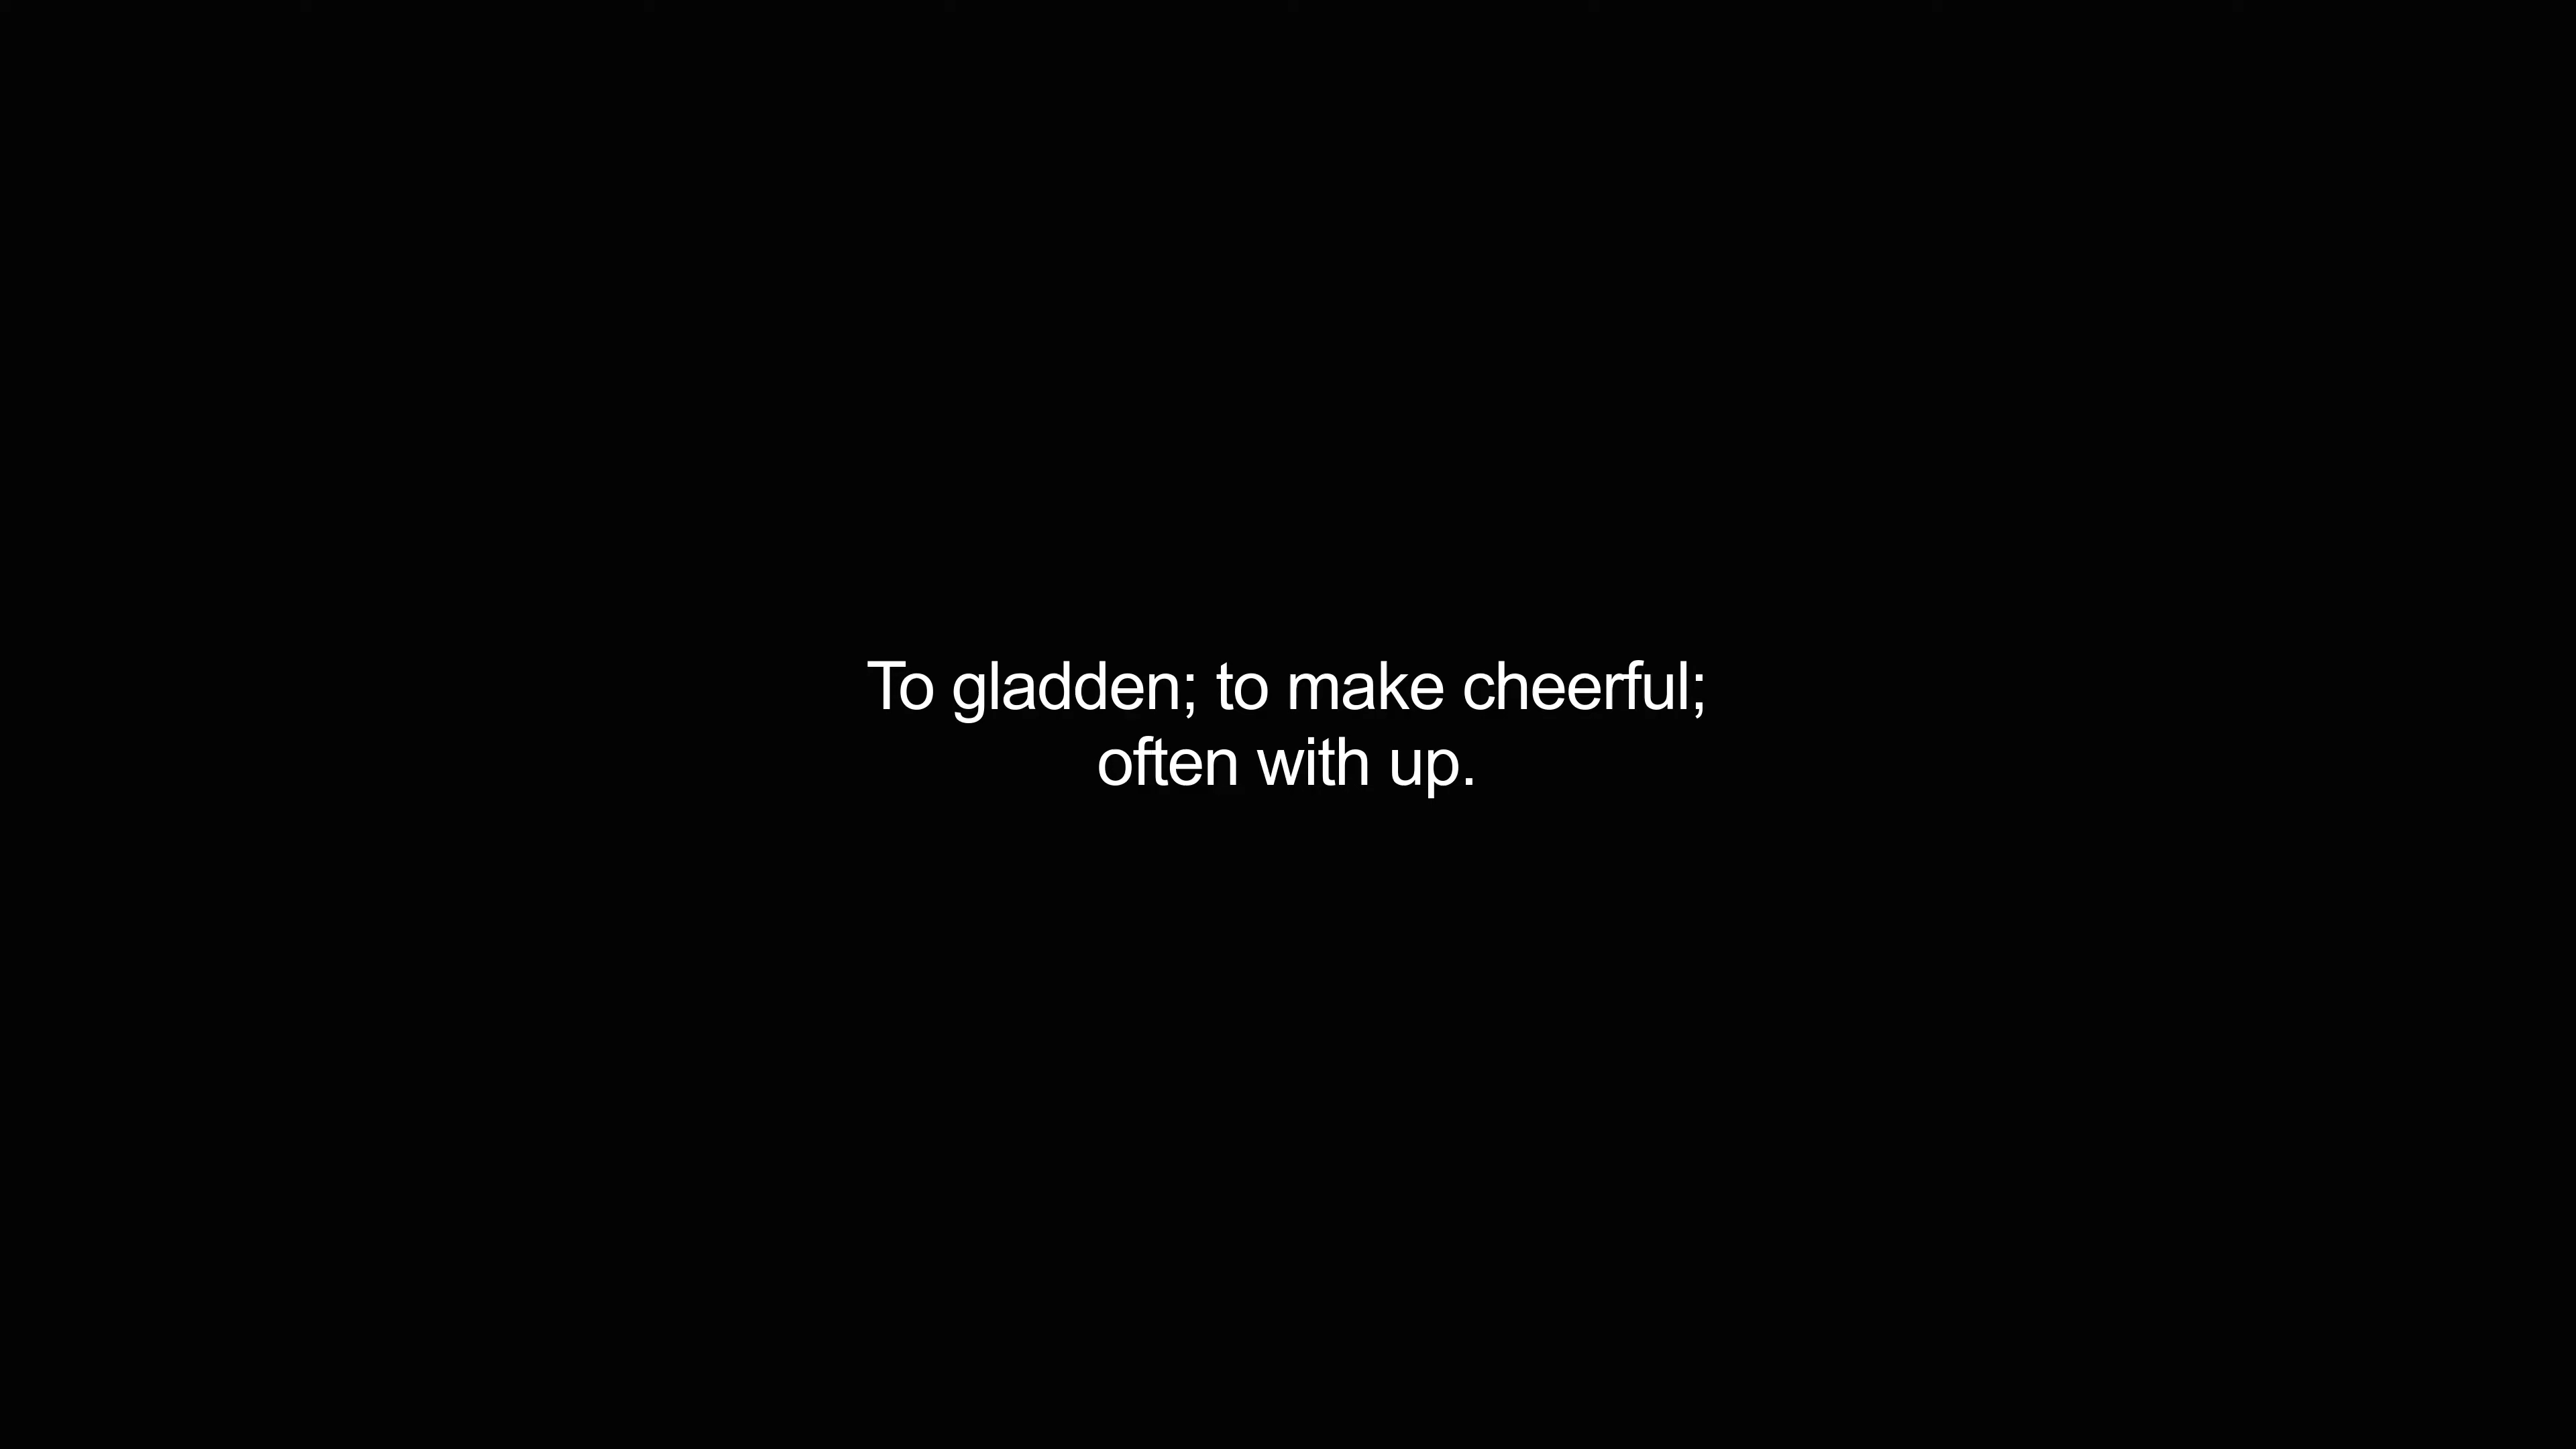 To gladden; to make cheerful;
often with up.